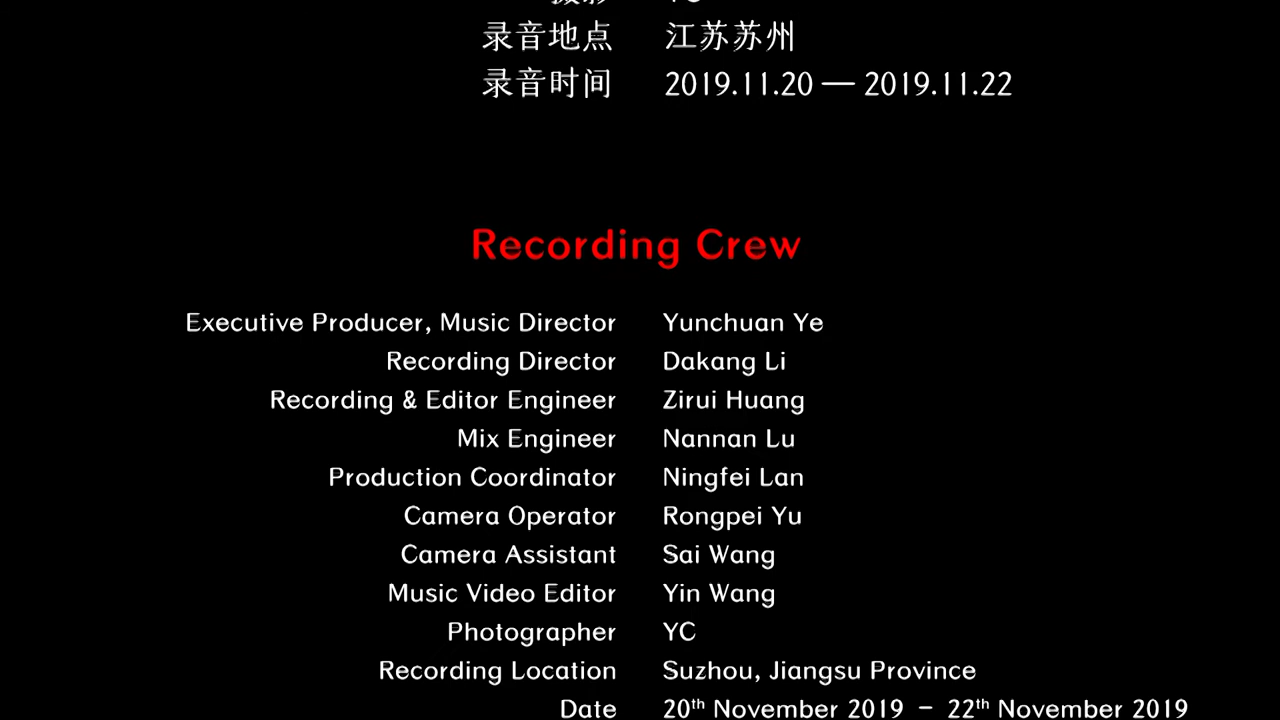 录音地点 江苏苏州
录音时间 2019.11.20 — 2019.11.22
Recording Crew
Executive Producer, Music Director Yunchuan Ye
Recording Director Dakang Li
Recording & Editor Engineer Zirui Huang
Mix Engineer Nannan Lu
Production Coordinator Ningfei Lan
Camera Operator Rongpei Yu
Camera Assistant Sai Wang
Music Video Editor Yin Wang
Photographer YC
Recording Location Suzhou, Jiangsu Province
Date 20th November 2019 – 22th November 2019